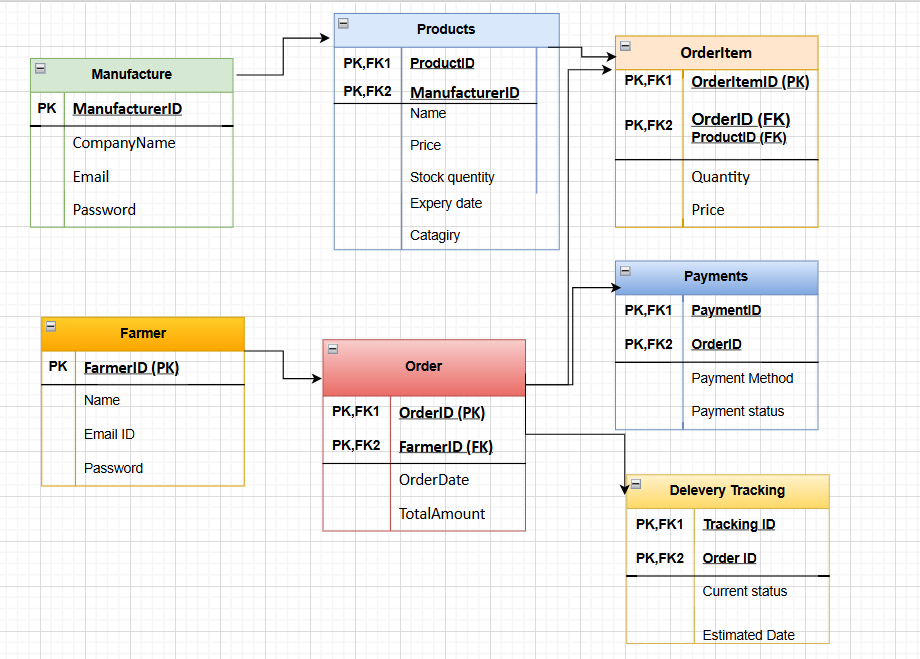 Manufacture
PK ManufacturerID
CompanyName
Email
Password
Products
PK,FK1 ProductID
PK,FK2 ManufacturerID
Name
Price
Stock quentity
Expery date
Catagiry
OrderItem
PK,FK1 OrderItemID (PK)
PK,FK2 OrderID (FK)
ProductID (FK)
Quantity
Price
Payments
PK,FK1 PaymentID
PK,FK2 OrderID
Payment Method
Payment status
Farmer
PK FarmerID (PK)
Name
Email ID
Password
Order
PK,FK1 OrderID (PK)
PK,FK2 FarmerID (FK)
OrderDate
TotalAmount
Delevery Tracking
PK,FK1 Tracking ID
PK,FK2 Order ID
Current status
Estimated Date